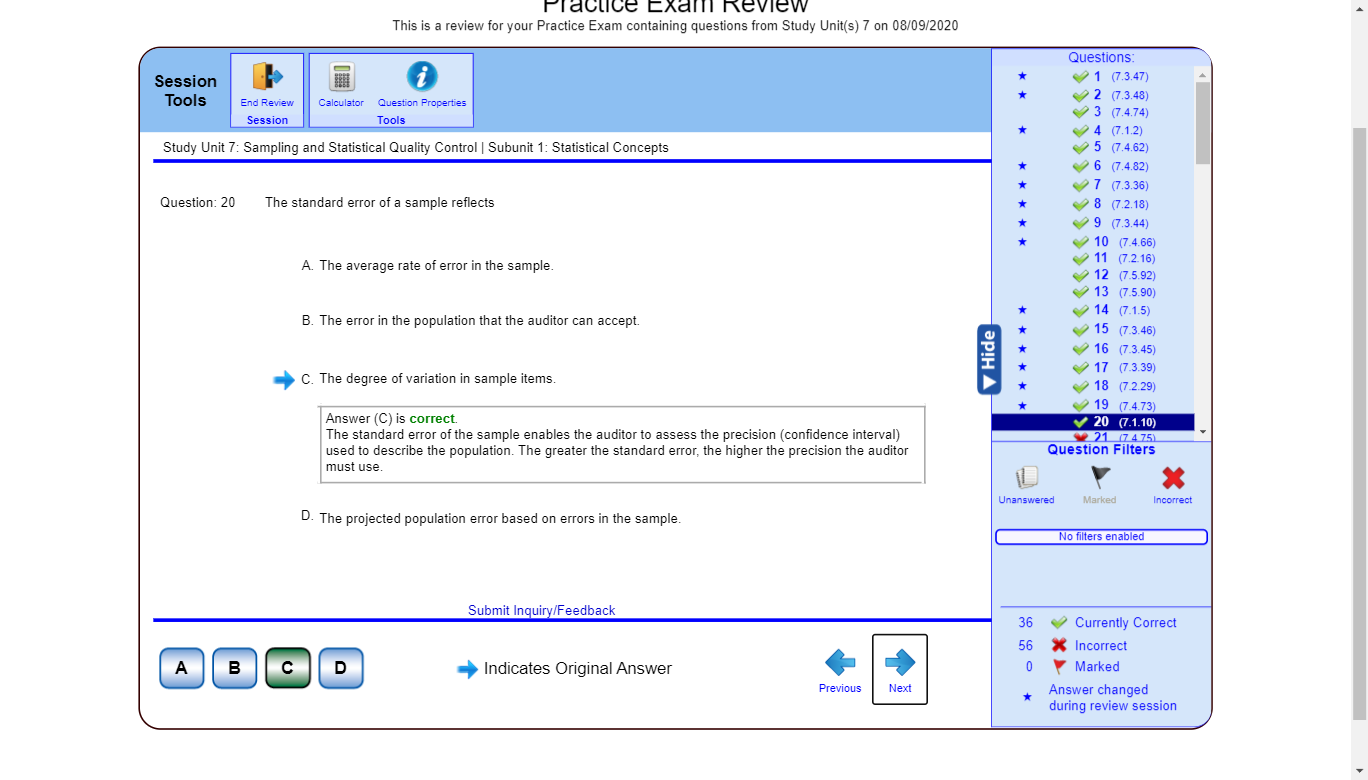 Practice Exam Review
This is a review for your Practice Exam containing questions from Study Unit(s) 7 on 08/09/2020
Session
Tools
End Review
Session
Calculator
Question Properties
Tools
Study Unit 7: Sampling and Statistical Quality Control | Subunit 1: Statistical Concepts
Question: 20 The standard error of a sample reflects
A. The average rate of error in the sample.
B. The error in the population that the auditor can accept.
C. The degree of variation in sample items.
Answer (C) is correct.
The standard error of the sample enables the auditor to assess the precision (confidence interval)
used to describe the population. The greater the standard error, the higher the precision the auditor
must use.
D. The projected population error based on errors in the sample.
Submit Inquiry/Feedback
A B C D
Indicates Original Answer
Previous
Next
Hide
Questions:
1 (7.3.47)
2 (7.3.48)
3 (7.4.74)
4 (7.1.2)
5 (7.4.62)
6 (7.4.82)
7 (7.3.36)
8 (7.2.18)
9 (7.3.44)
10 (7.4.66)
11 (7.2.16)
12 (7.5.92)
13 (7.5.90)
14 (7.1.5)
15 (7.3.46)
16 (7.3.45)
17 (7.3.39)
18 (7.2.29)
19 (7.4.73)
20 (7.1.10)
21 (7.4.75)
Question Filters
Unanswered
Marked
Incorrect
No filters enabled
36 Currently Correct
56 Incorrect
0 Marked
Answer changed
during review session